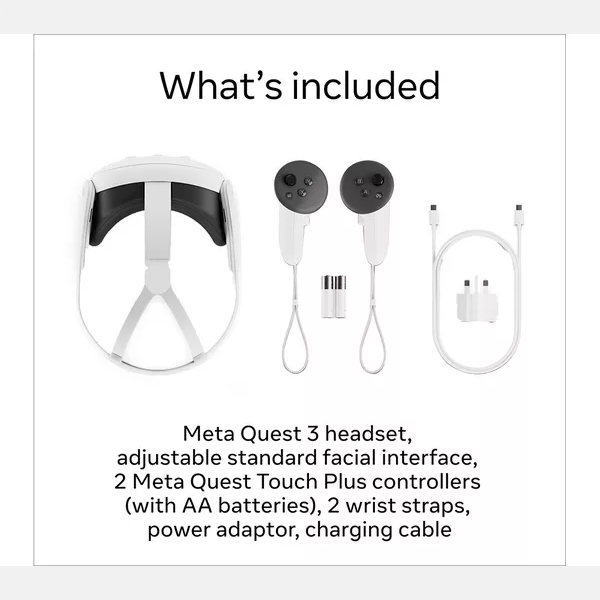 What’s included
Meta Quest 3 headset,
adjustable standard facial interface,
2 Meta Quest Touch Plus controllers
(with AA batteries), 2 wrist straps,
power adaptor, charging cable